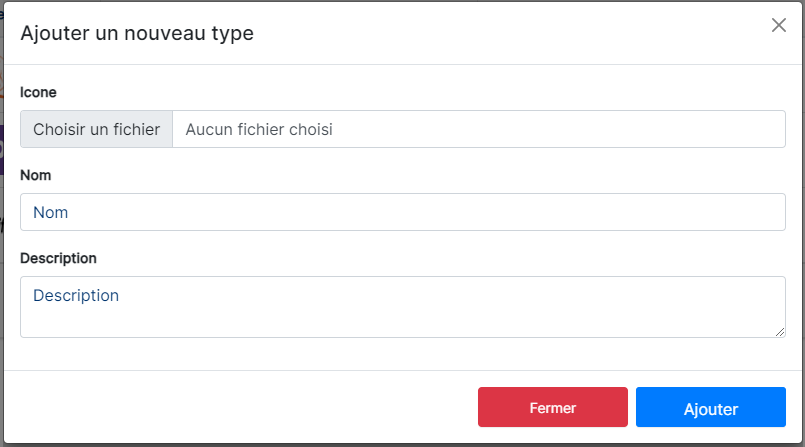 Ajouter un nouveau type
Icone
Choisir un fichier Aucun fichier choisi
Nom
Nom
Description
Description
Fermer Ajouter